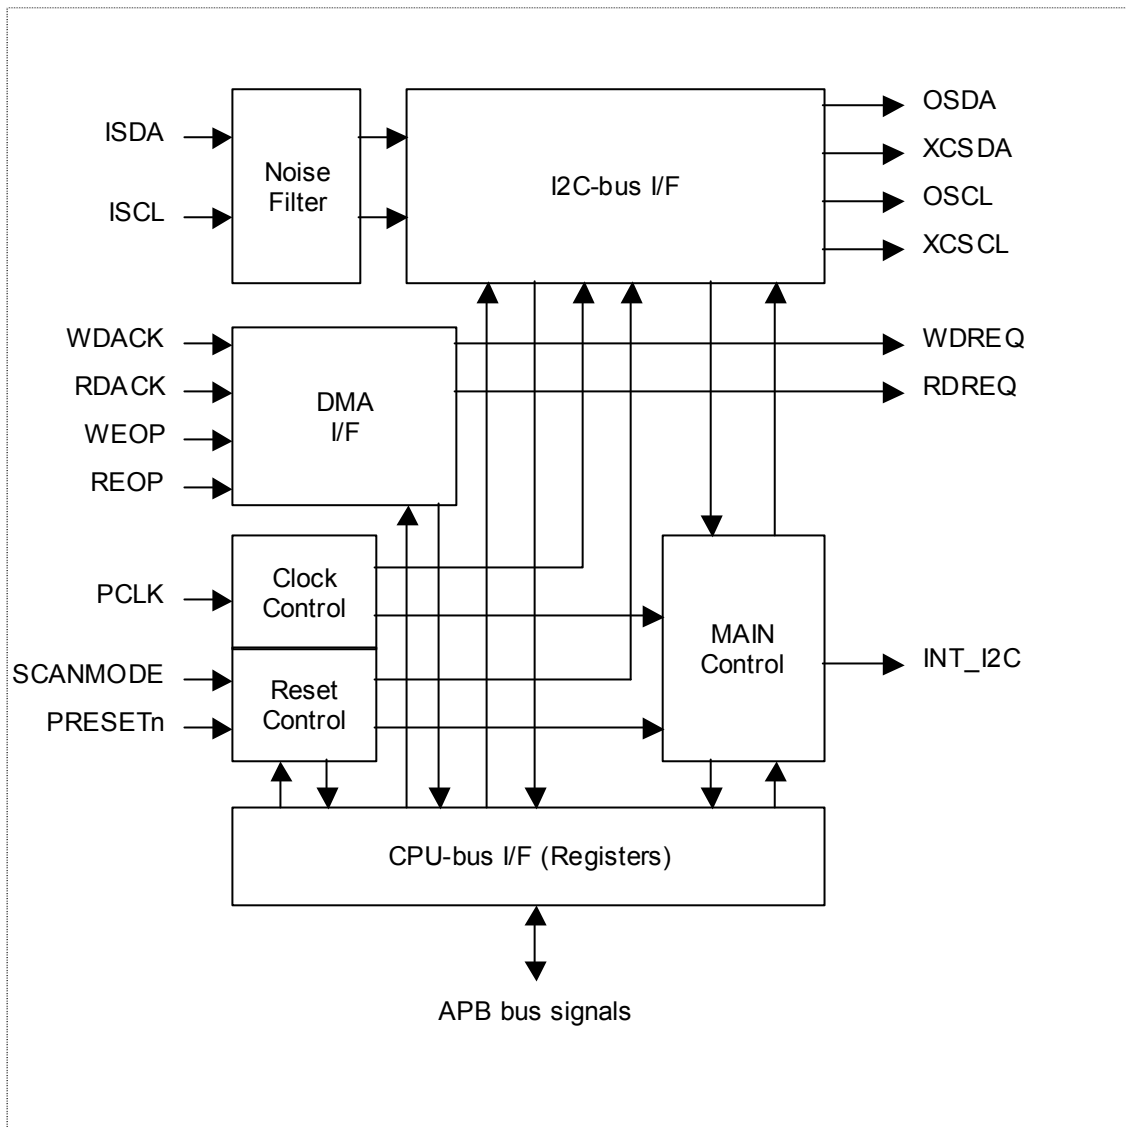 ISDA
ISCL
Noise
Filter
I2C-bus I/F
OSDA
XCSDA
OSCL
XCSCL
WDACK
RDACK
WEOP
REOP
DMA
I/F
WDREQ
RDREQ
PCLK
Clock
Control
SCANMODE
PRESETn
Reset
Control
MAIN
Control
INT_I2C
CPU-bus I/F (Registers)
APB bus signals